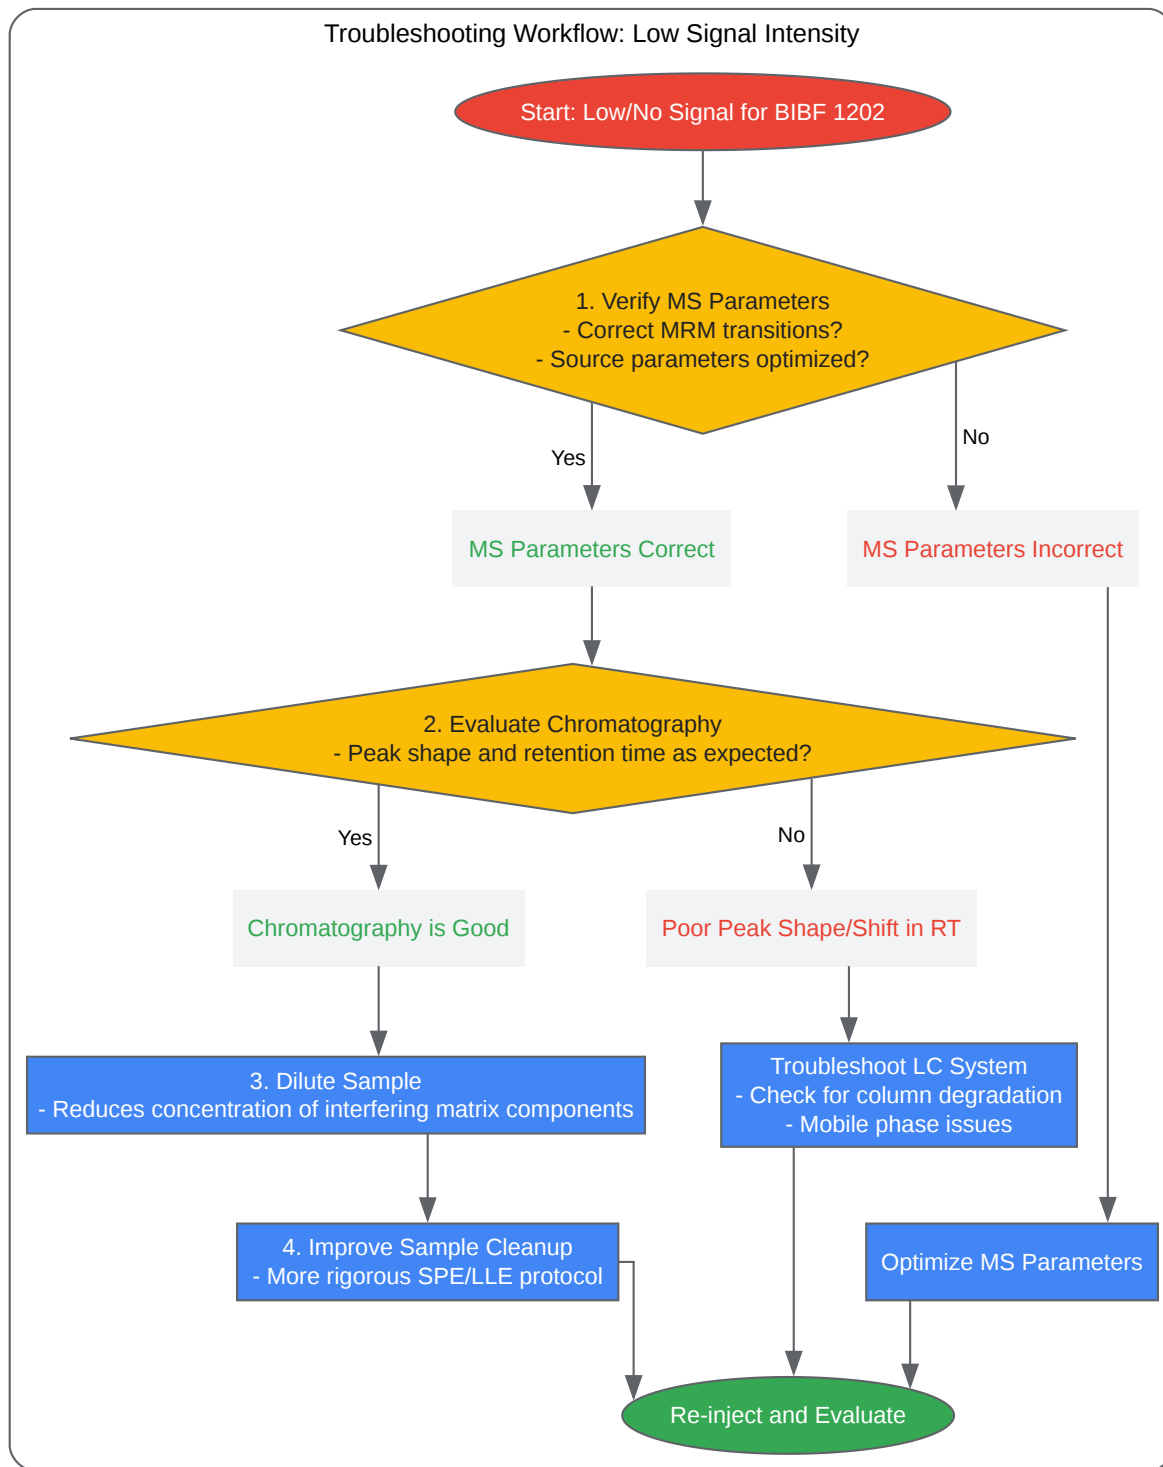 Troubleshooting Workflow: Low Signal Intensity
Start: Low/No Signal for BIBF 1202
1. Verify MS Parameters
- Correct MRM transitions?
- Source parameters optimized?
Yes
No
MS Parameters Correct
MS Parameters Incorrect
2. Evaluate Chromatography
- Peak shape and retention time as expected?
Yes
No
Chromatography is Good
Poor Peak Shape/Shift in RT
3. Dilute Sample
- Reduces concentration of interfering matrix components
Troubleshoot LC System
- Check for column degradation
- Mobile phase issues
4. Improve Sample Cleanup
- More rigorous SPE/LLE protocol
Optimize MS Parameters
Re-inject and Evaluate